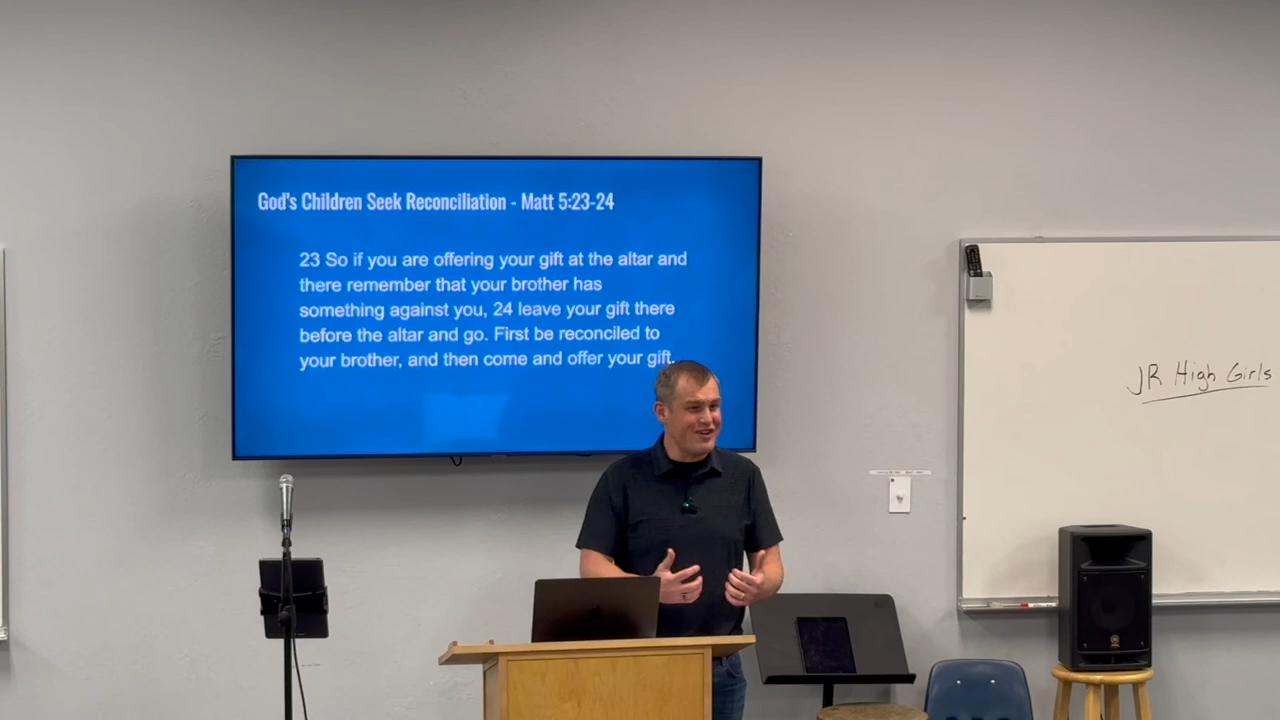 God's Children Seek Reconciliation - Matt 5:23-24
23 So if you are offering your gift at the altar and
there remember that your brother has
something against you, 24 leave your gift there
before the altar and go. First be reconciled to
your brother, and then come and offer your gift.
JR High Girls